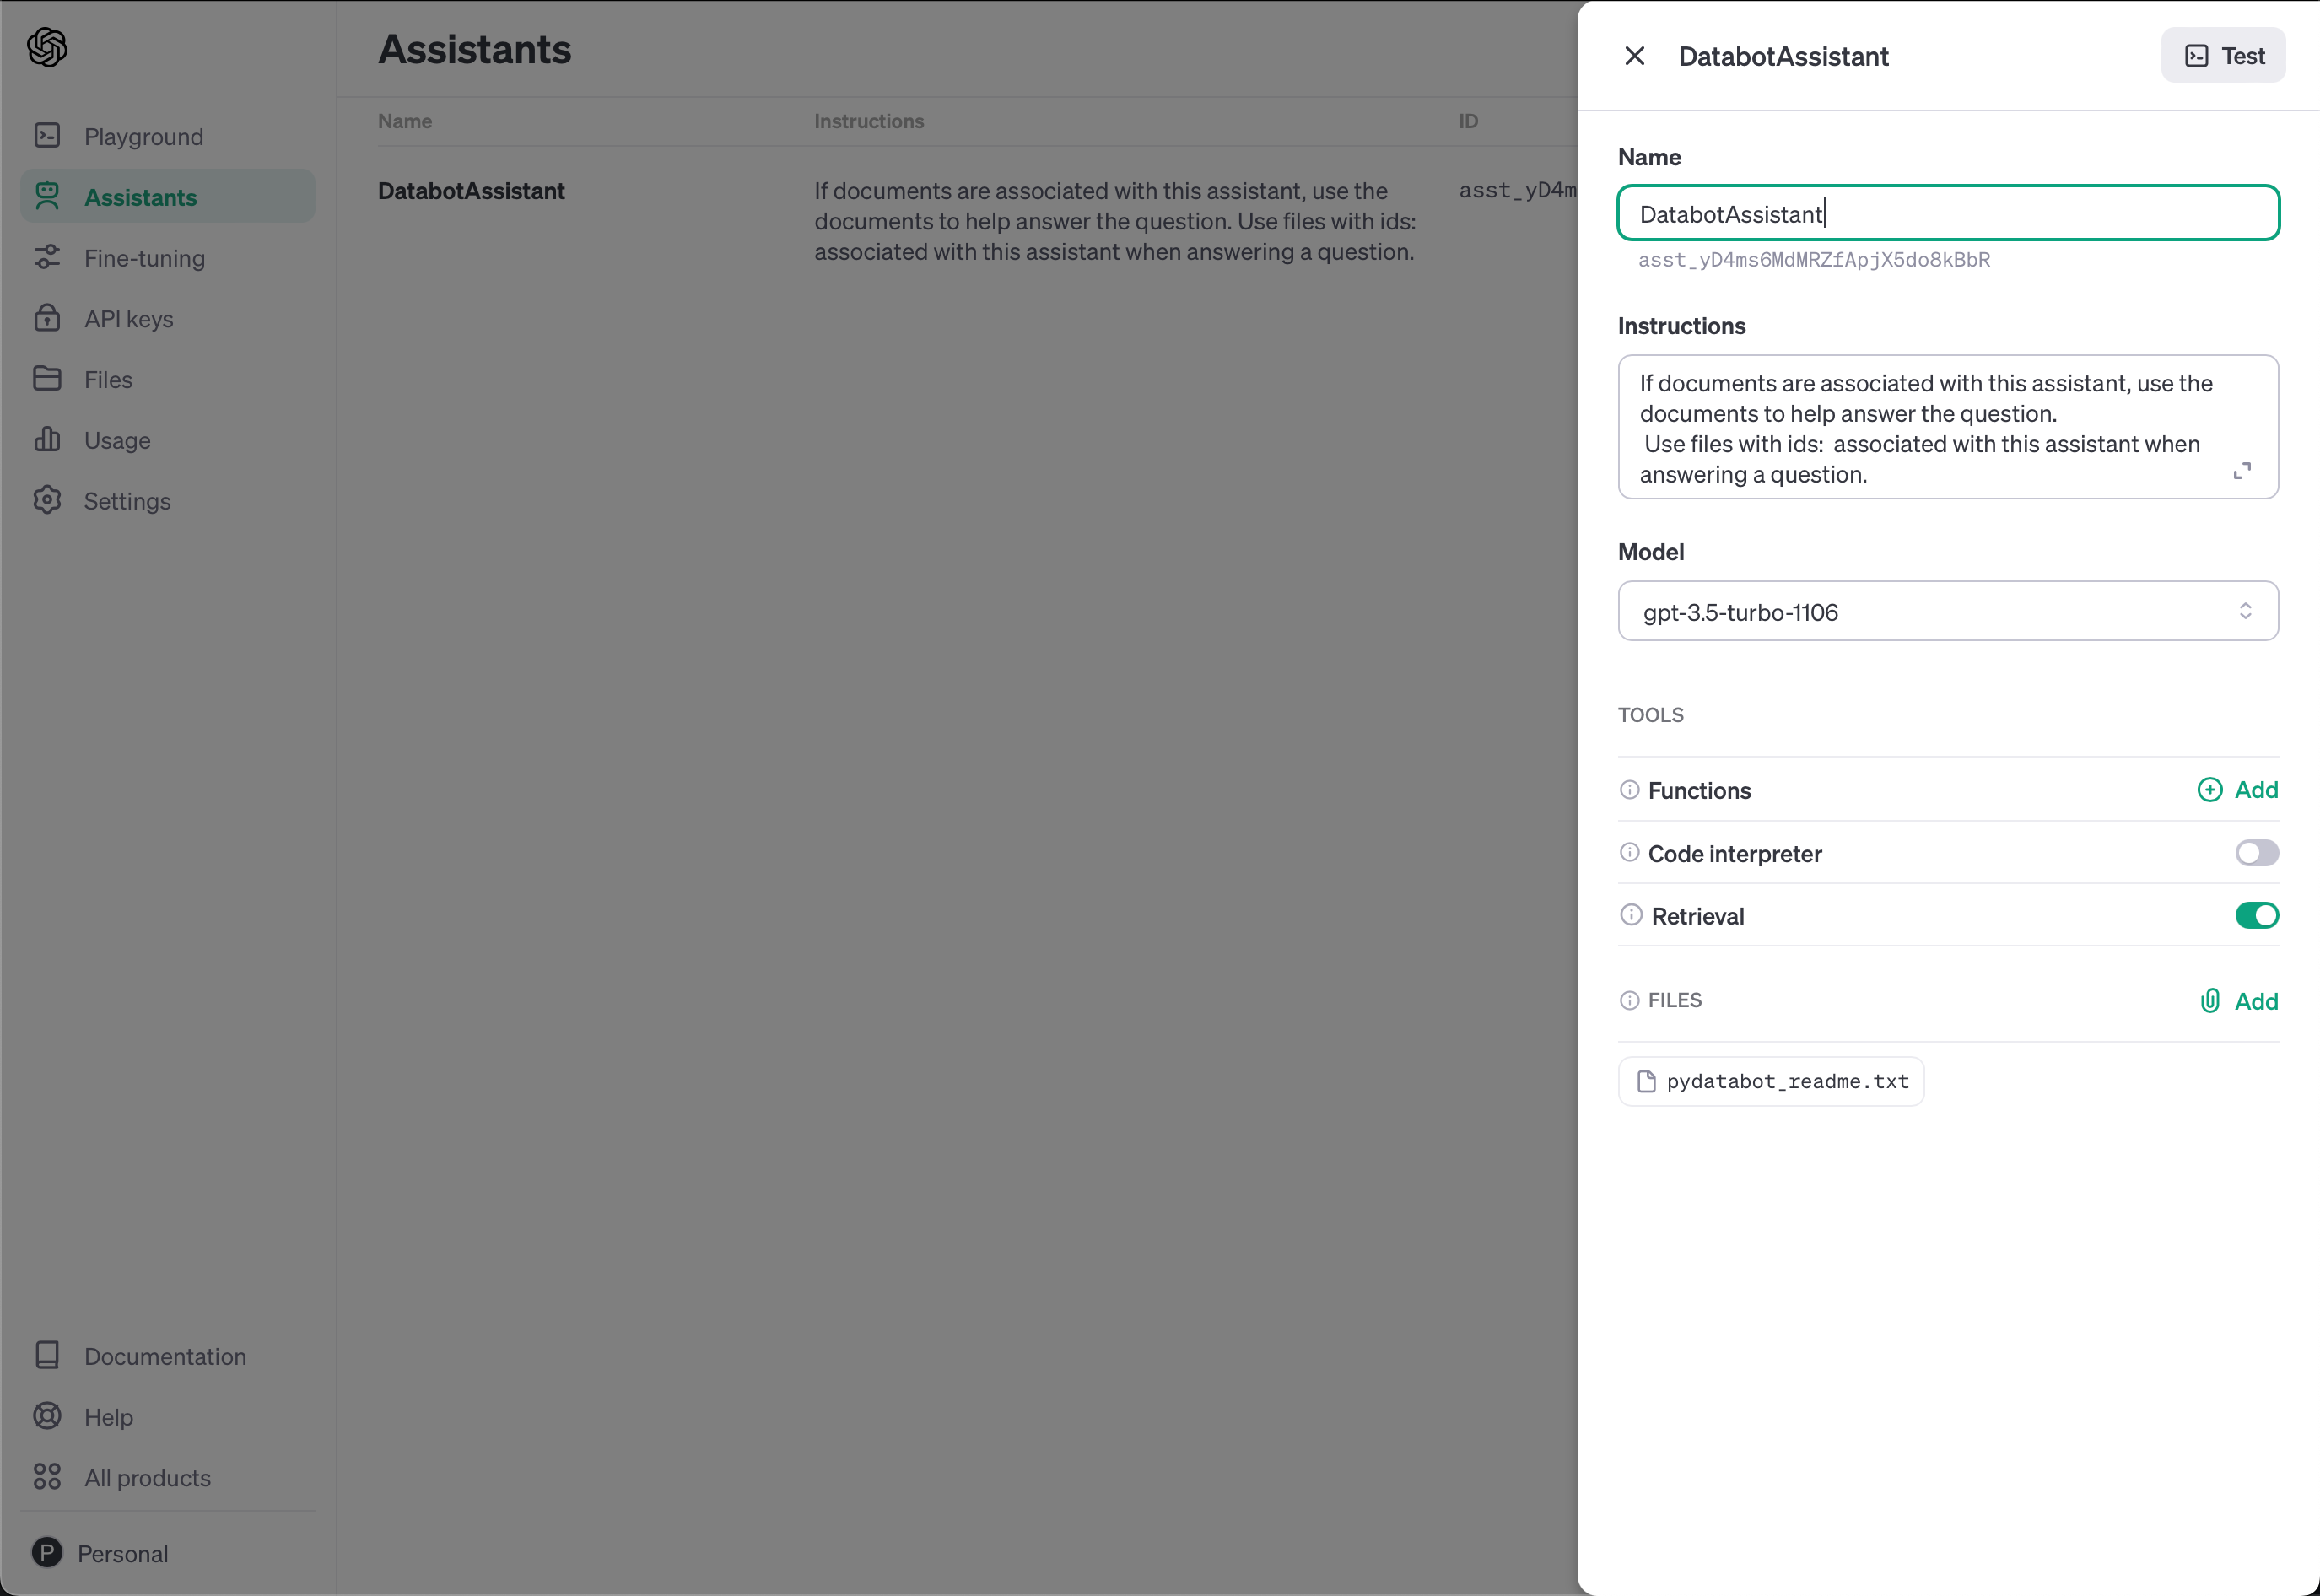 Playground
Assistants
Fine-tuning
API keys
Files
Usage
Settings
Documentation
Help
All products
P Personal
Assistants
Name Instructions ID
DatabotAssistant
If documents are associated with this assistant, use the
documents to help answer the question. Use files with ids:
associated with this assistant when answering a question.
asst_yD4m
DatabotAssistant
Test
Name
DatabotAssistant
asst_yD4ms6MdMRZfApjX5do8kBbR
Instructions
If documents are associated with this assistant, use the
documents to help answer the question.
Use files with ids:  associated with this assistant when
answering a question.
Model
gpt-3.5-turbo-1106
TOOLS
Functions Add
Code interpreter
Retrieval
FILES Add
pydatabot_readme.txt